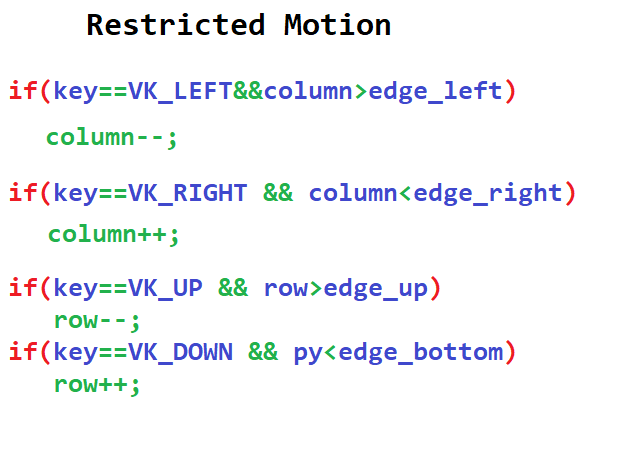 Restricted Motion
if(key==VK_LEFT&&column>edge_left)
column--;
if(key==VK_RIGHT && column<edge_right)
column++;
if(key==VK_UP && row>edge_up)
row--;
if(key==VK_DOWN && py<edge_bottom)
row++;